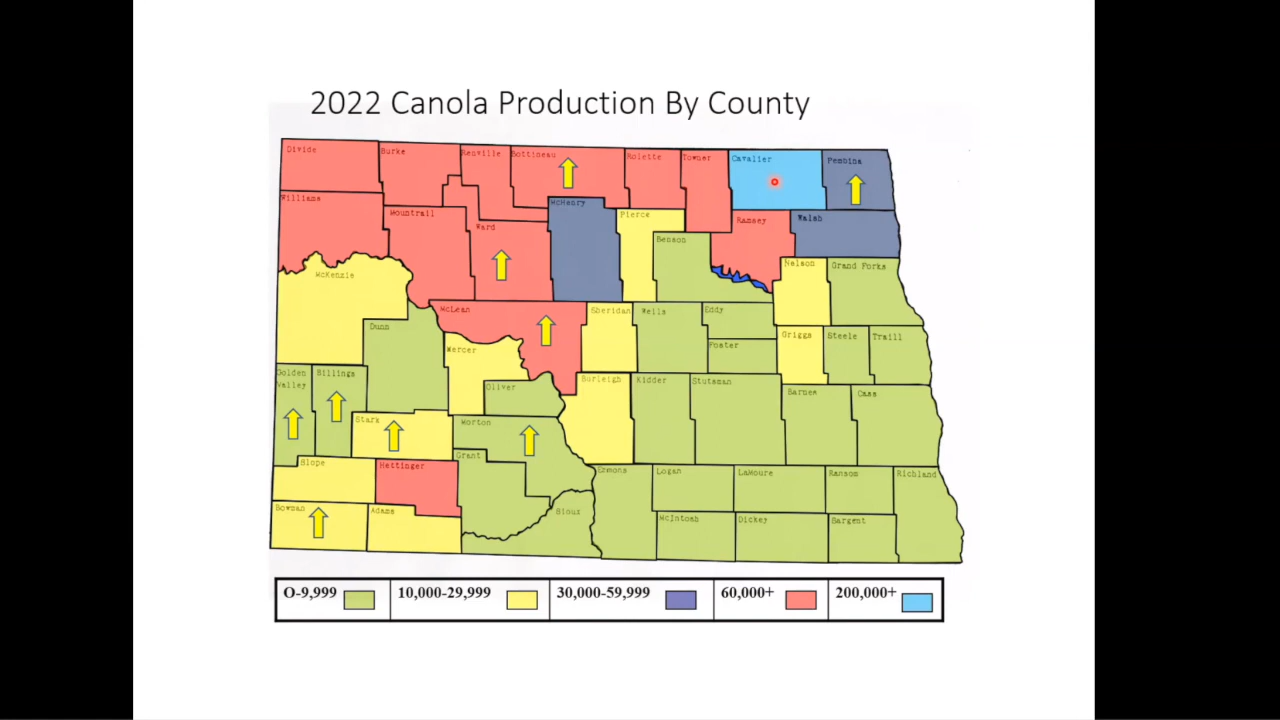 2022 Canola Production By County
Divide
Burke
Renville
Bottineau
Rolette
Towner
Cavalier
Pembina
Williams
Mountrail
Ward
McHenry
Pierce
Benson
Ramsey
Walsh
McKenzie
Nelson
Grand Forks
Dunn
McLean
Sheridan
Wells
Eddy
Foster
Griggs
Steele
Traill
Golden
Valley
Billings
Mercer
Oliver
Burleigh
Kidder
Stutsman
Barnes
Cass
Stark
Morton
Slope
Hettinger
Grant
Emmons
Logan
LaMoure
Ransom
Richland
Bowman
Adams
Sioux
McIntosh
Dickey
Sargent
O-9,999
10,000-29,999
30,000-59,999
60,000+
200,000+